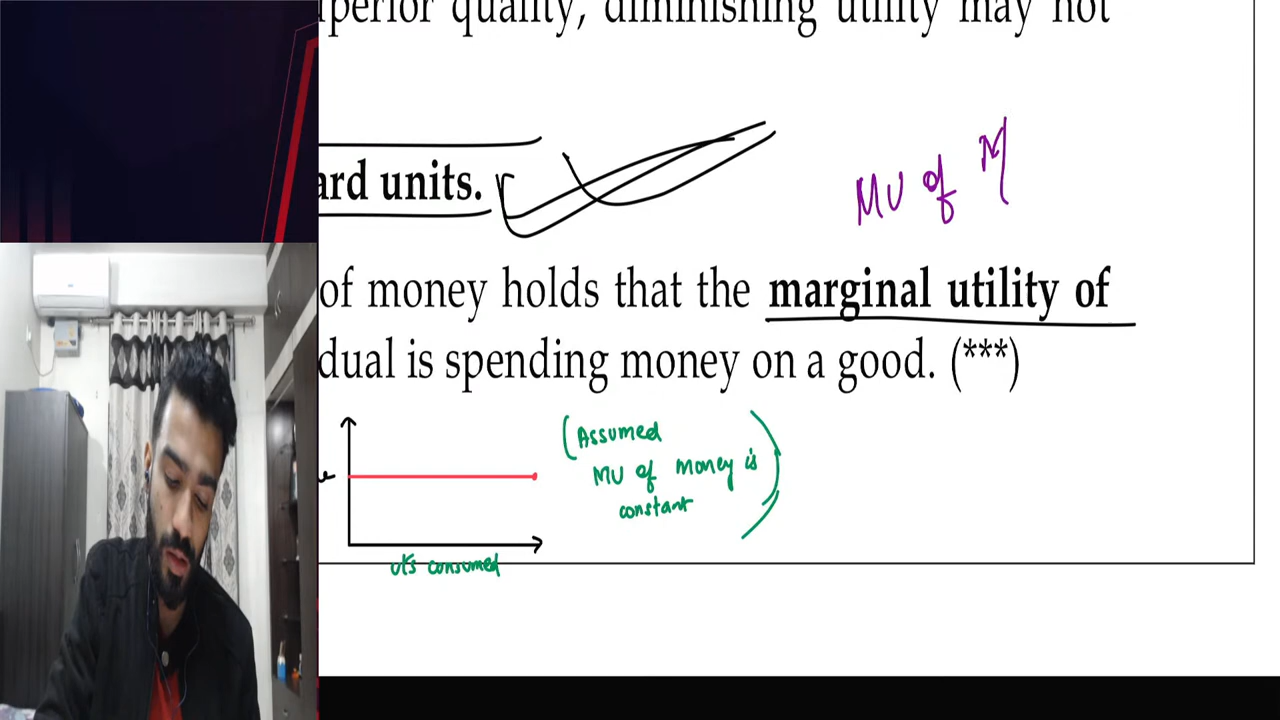 perior quality, diminishing utility may not
ard units.
MU of M
of money holds that the marginal utility of
dual is spending money on a good. (***)
(Assumed
MU of money is
constant)
consumed